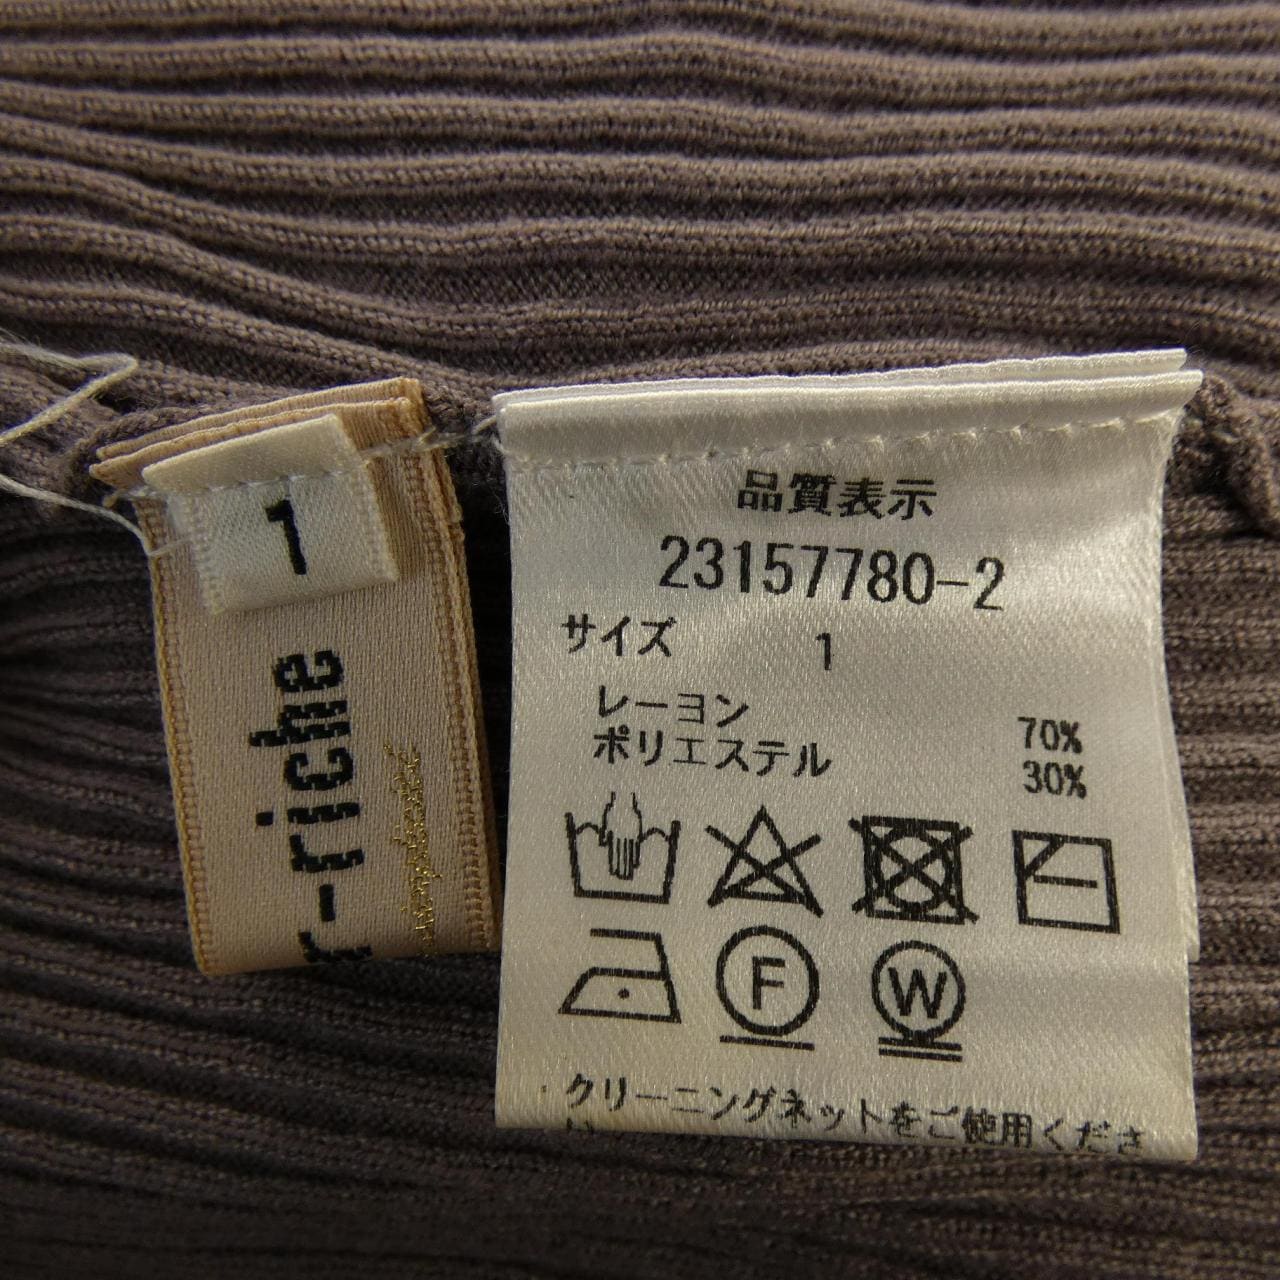 1
r-riche
品質表示
23157780-2
サイズ 1
レーヨン 70%
ポリエステル 30%
F W
クリーニングネットをご使用くださ